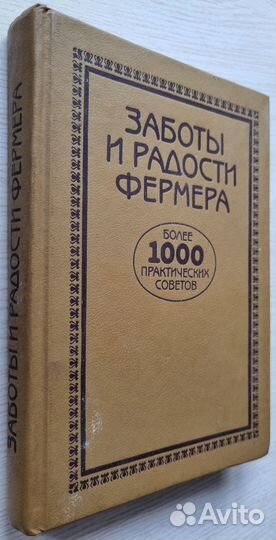 ЗАБОТЫ И РАДОСТИ ФЕРМЕРА
ЗАБОТЫ
И РАДОСТИ
ФЕРМЕРА
БОЛЕЕ
1000
ПРАКТИЧЕСКИХ
СОВЕТОВ
Avito